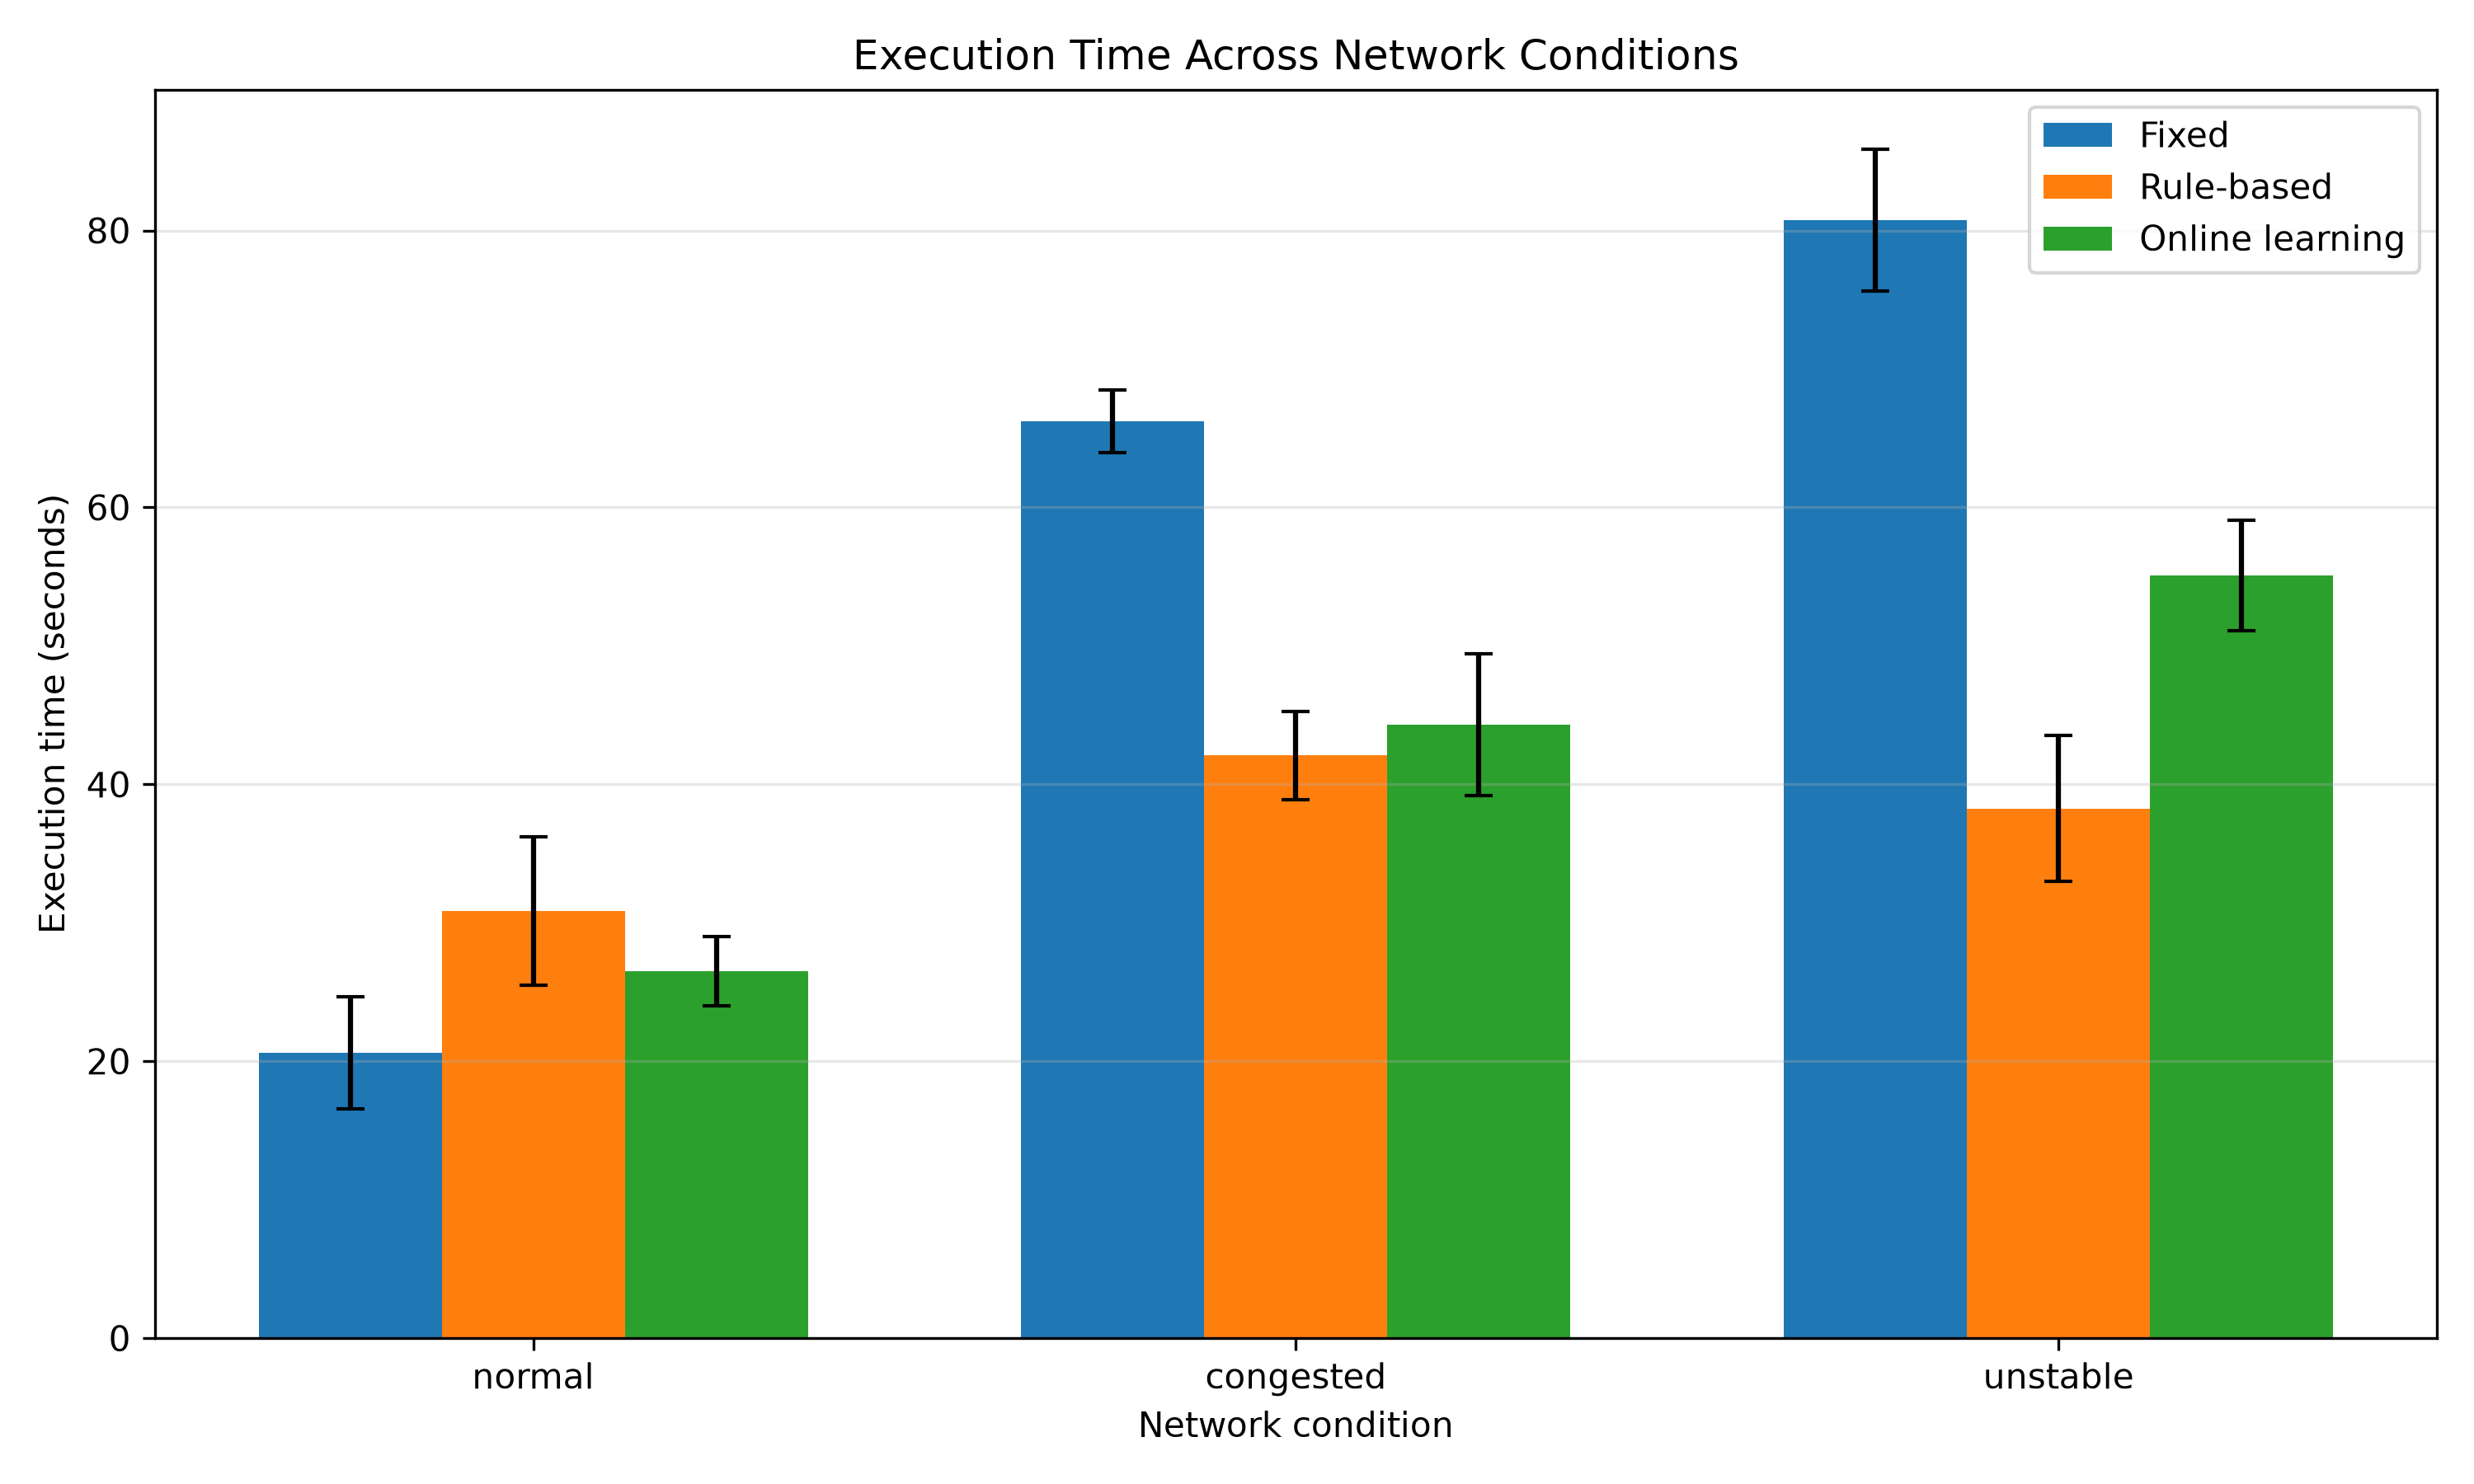 Execution Time Across Network Conditions
Fixed
Rule-based
Online learning
Execution time (seconds)
80
60
40
20
0
normal
congested
unstable
Network condition